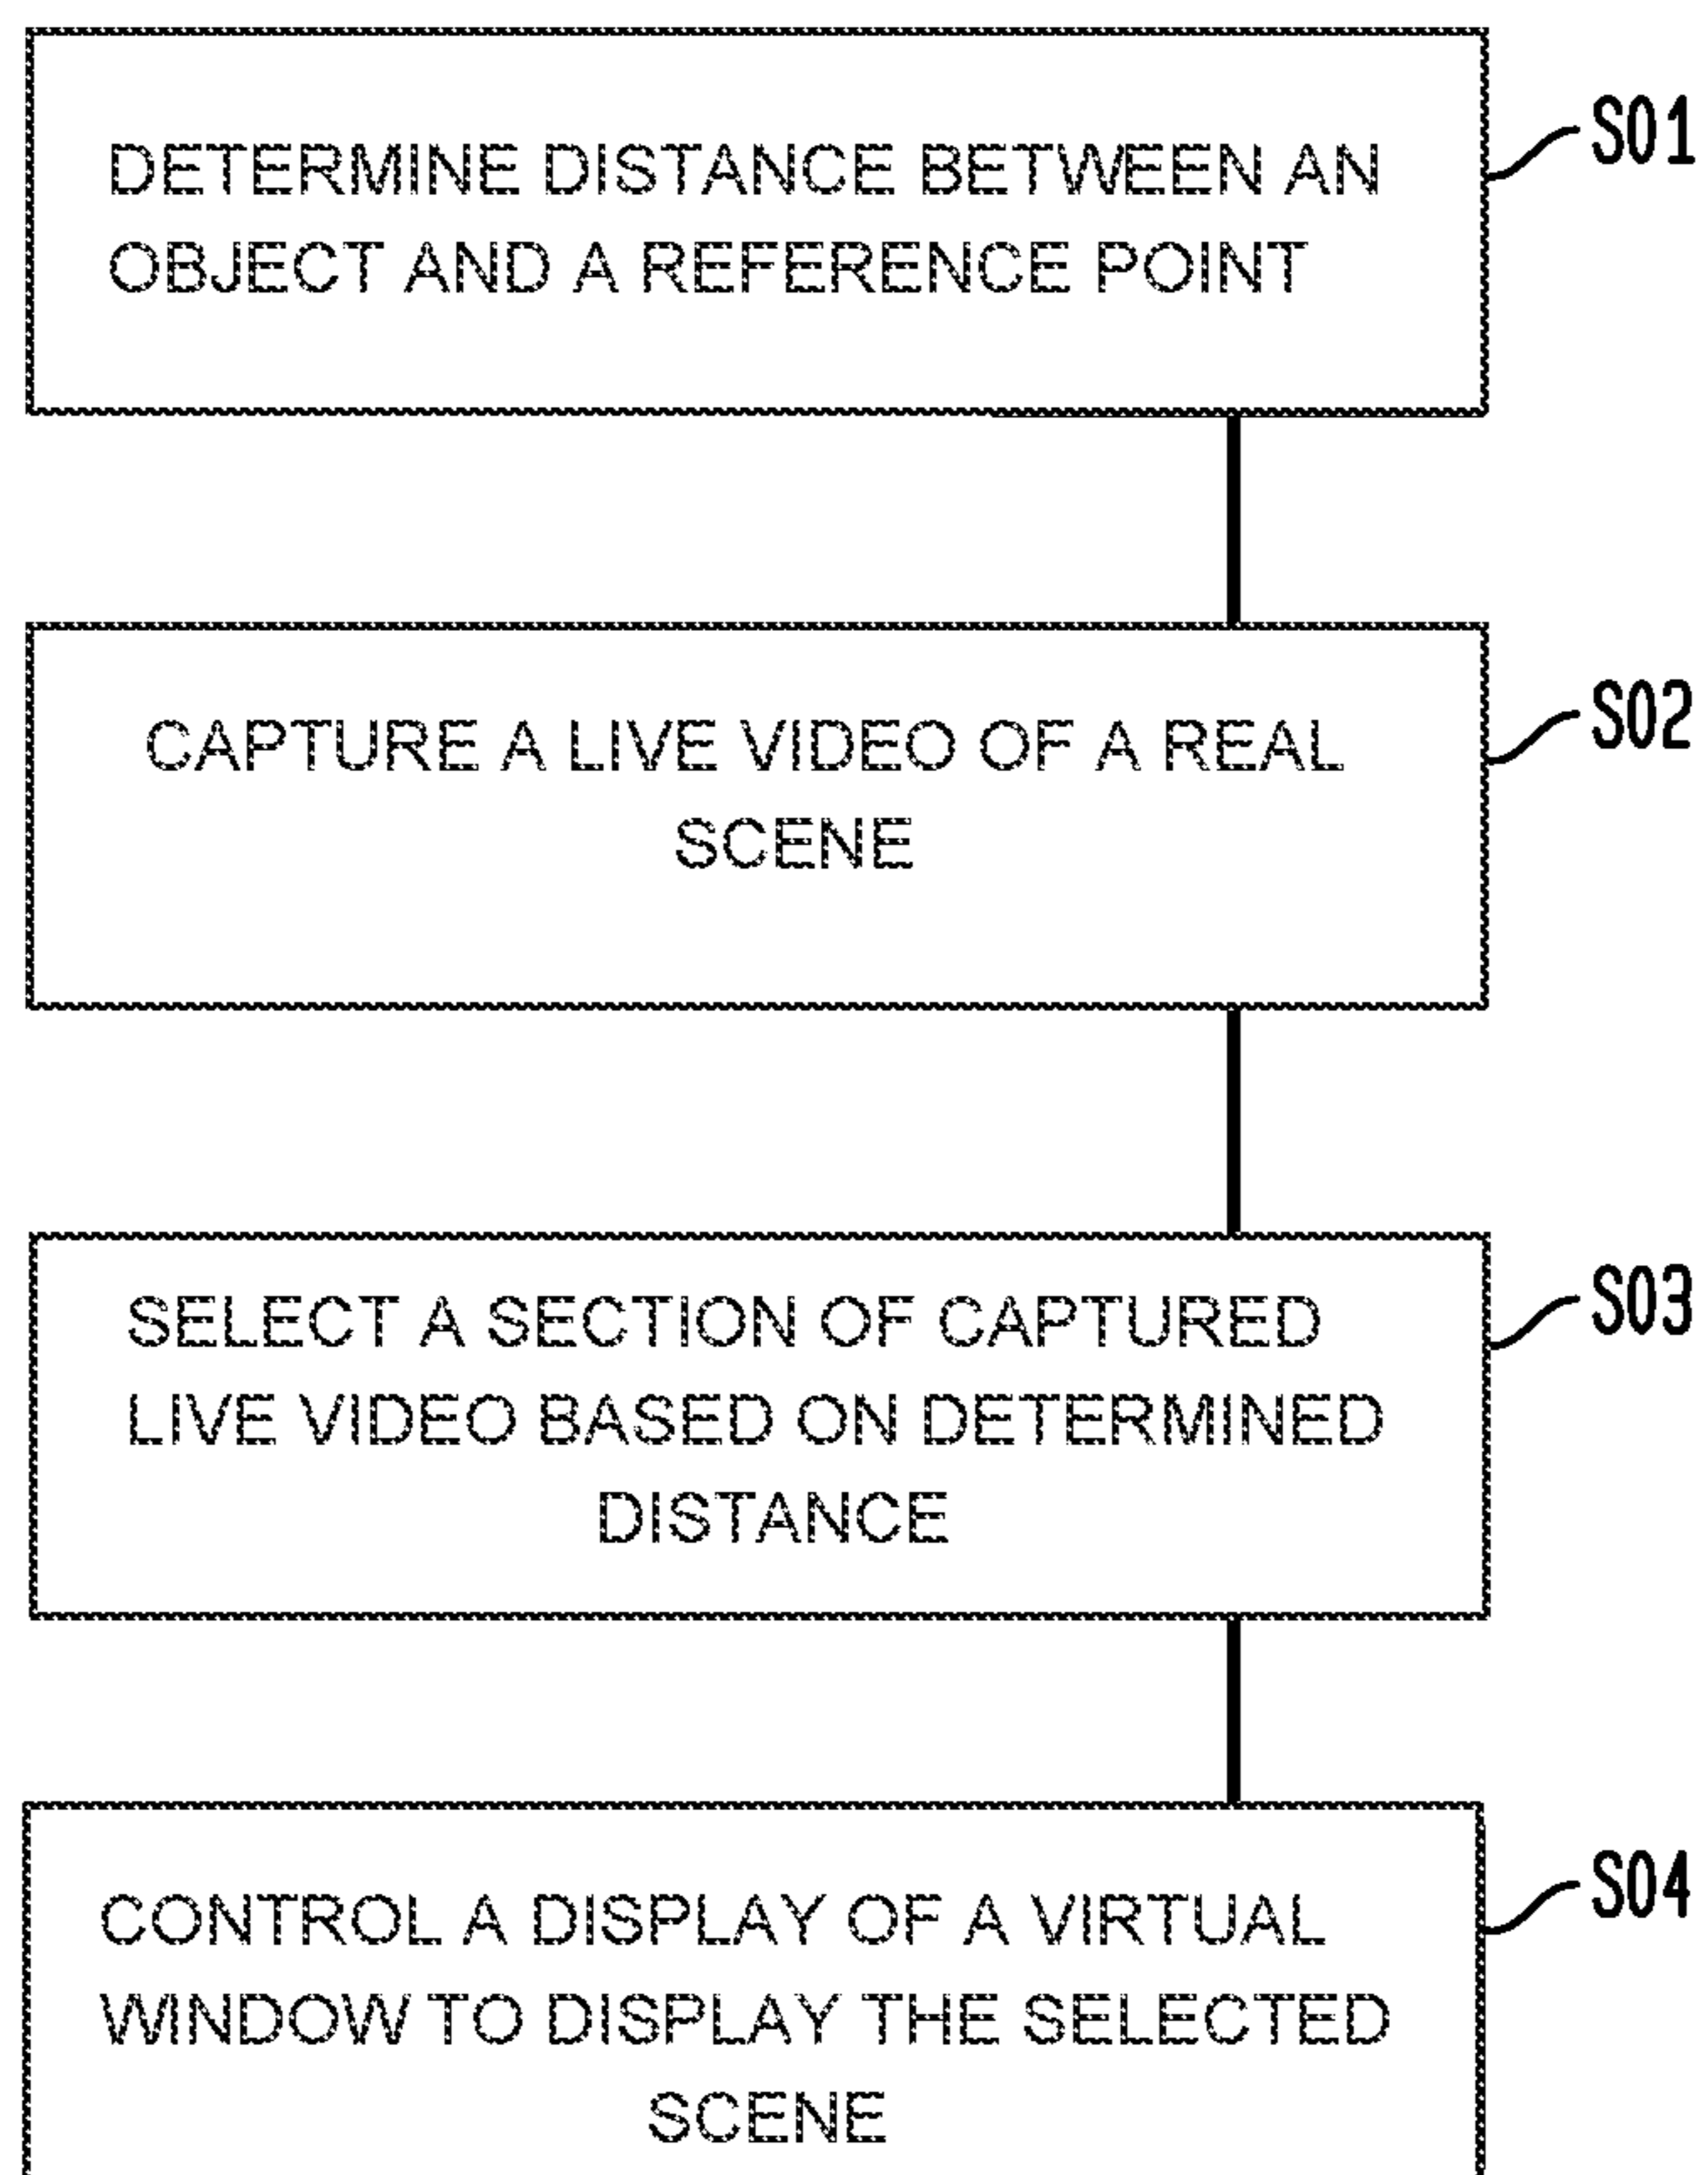 DETERMINE DISTANCE BETWEEN AN
OBJECT AND A REFERENCE POINT
S01
CAPTURE A LIVE VIDEO OF A REAL
SCENE
S02
SELECT A SECTION OF CAPTURED
LIVE VIDEO BASED ON DETERMINED
DISTANCE
S03
CONTROL A DISPLAY OF A VIRTUAL
WINDOW TO DISPLAY THE SELECTED
SCENE
S04